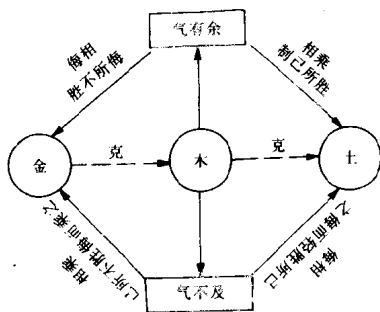 气有余
相侮
侮所不胜
相乘
制己所胜
金
克
木
克
土
己所不胜侮而乘之
相乘
己所胜轻而侮之
相侮
气不及